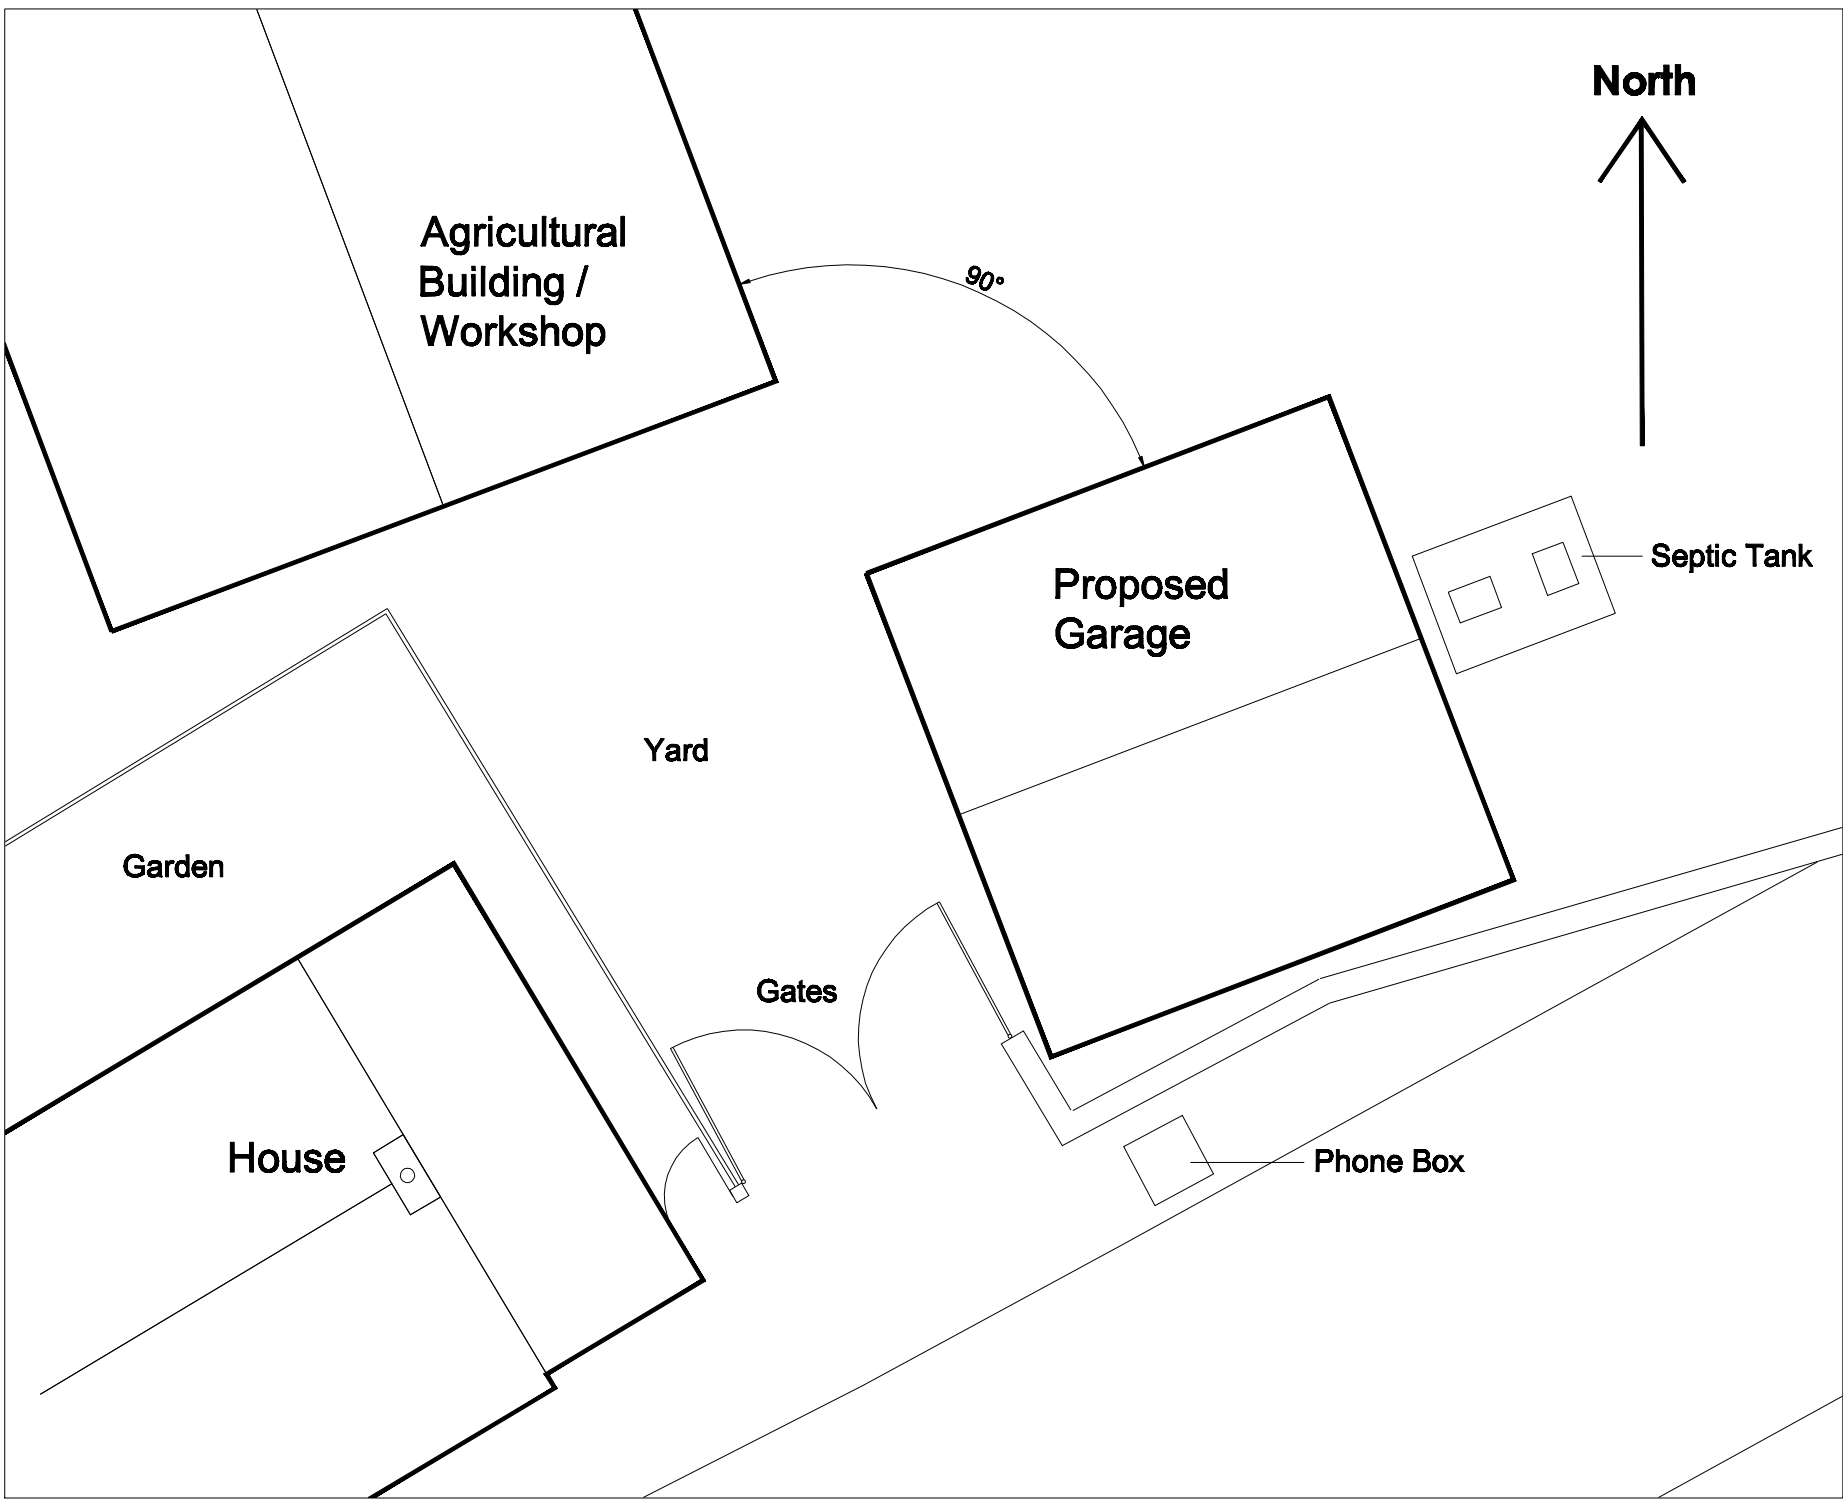 North
Agricultural
Building /
Workshop
90°
Septic Tank
Proposed
Garage
Yard
Garden
Gates
House
Phone Box